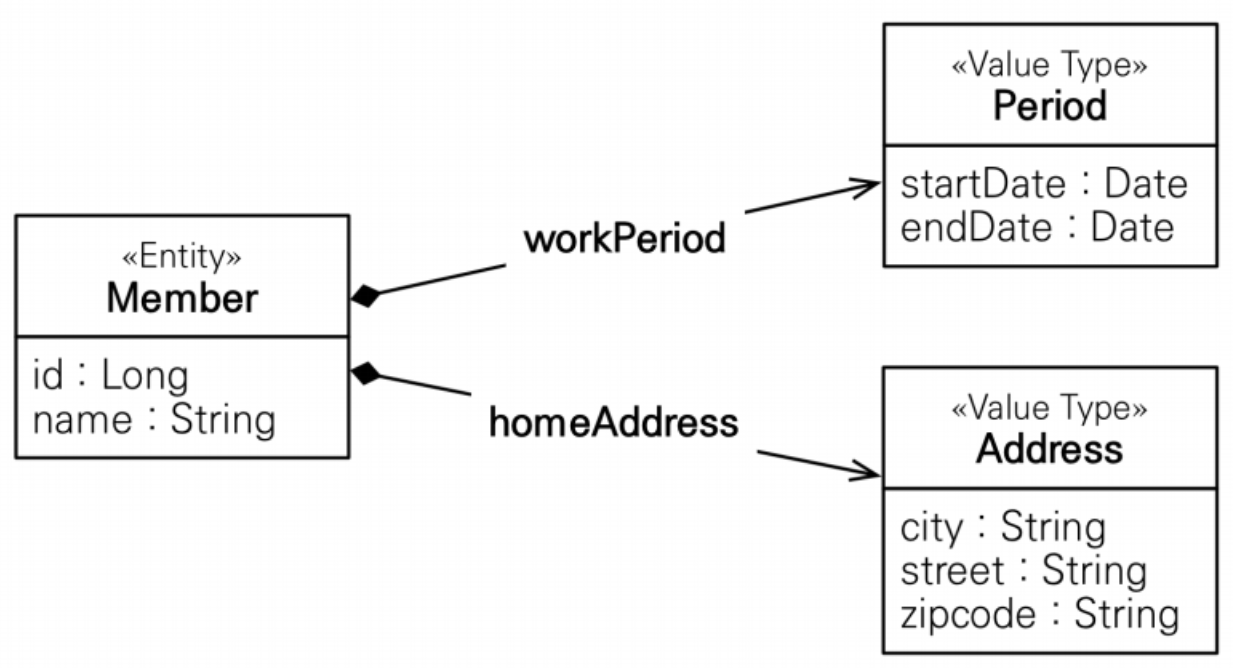 «Entity»
Member
id : Long
name : String
workPeriod
homeAddress
«Value Type»
Period
startDate : Date
endDate : Date
«Value Type»
Address
city : String
street : String
zipcode : String